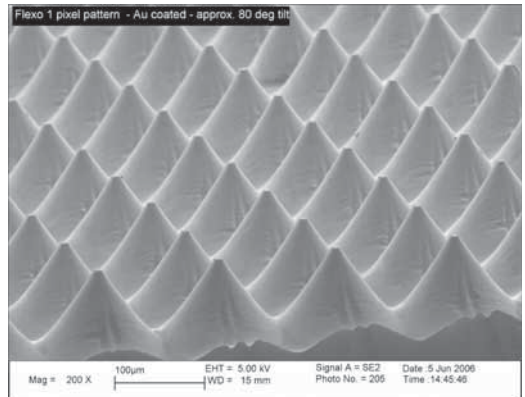 Flexo 1 pixel pattern - Au coated - approx. 80 deg tilt
Mag = 200 X
100µm
EHT = 5.00 kV
WD = 15 mm
Signal A = SE2
Photo No. = 205
Date :5 Jun 2006
Time :14:45:46